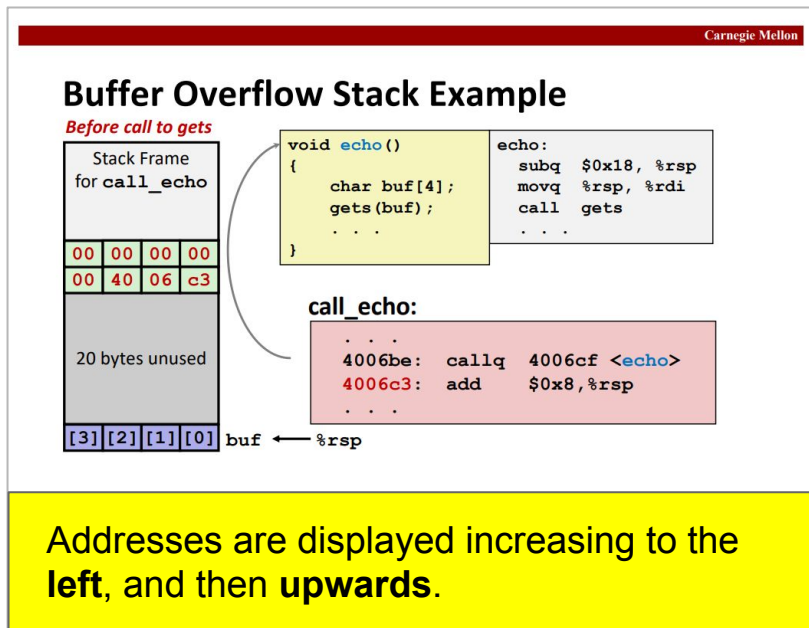 Carnegie Mellon
Buffer Overflow Stack Example
Before call to gets
Stack Frame
for call_echo
00 00 00 00
00 40 06 c3
20 bytes unused
[3] [2] [1] [0] buf ← %rsp
void echo()
{
    char buf[4];
    gets(buf);
    . . .
}
echo:
  subq $0x18, %rsp
  movq %rsp, %rdi
  call gets
  . . .
call_echo:
. . .
4006be: callq 4006cf <echo>
4006c3: add $0x8,%rsp
. . .
Addresses are displayed increasing to the
left, and then upwards.